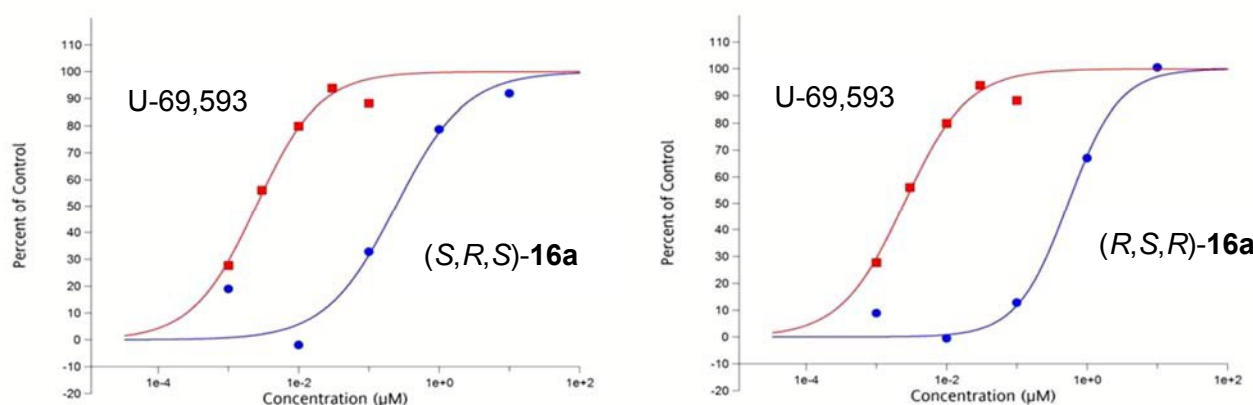 110
100
90
80
70
60
50
40
30
20
10
0
-10
-20
Percent of Control
U-69,593
(S,R,S)-16a
1e-4 1e-2 1e+0 1e+2
Concentration (µM)
110
100
90
80
70
60
50
40
30
20
10
0
-10
-20
Percent of Control
U-69,593
(R,S,R)-16a
1e-4 1e-2 1e+0 1e+2
Concentration (µM)